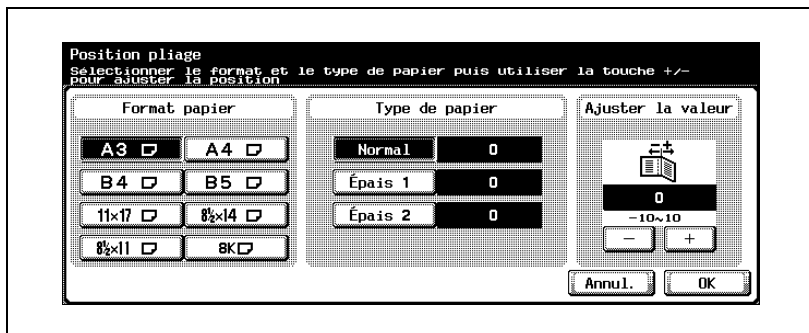 Position pliage
Sélectionner le format et le type de papier puis utiliser la touche +/-
pour ajuster la position
Format papier
Type de papier
Ajuster la valeur
A3
A4
Normal
0
B4
B5
Épais 1
0
0
-10~10
11×17
8½×14
Épais 2
0
- +
8½×11
8K
Annul.
OK